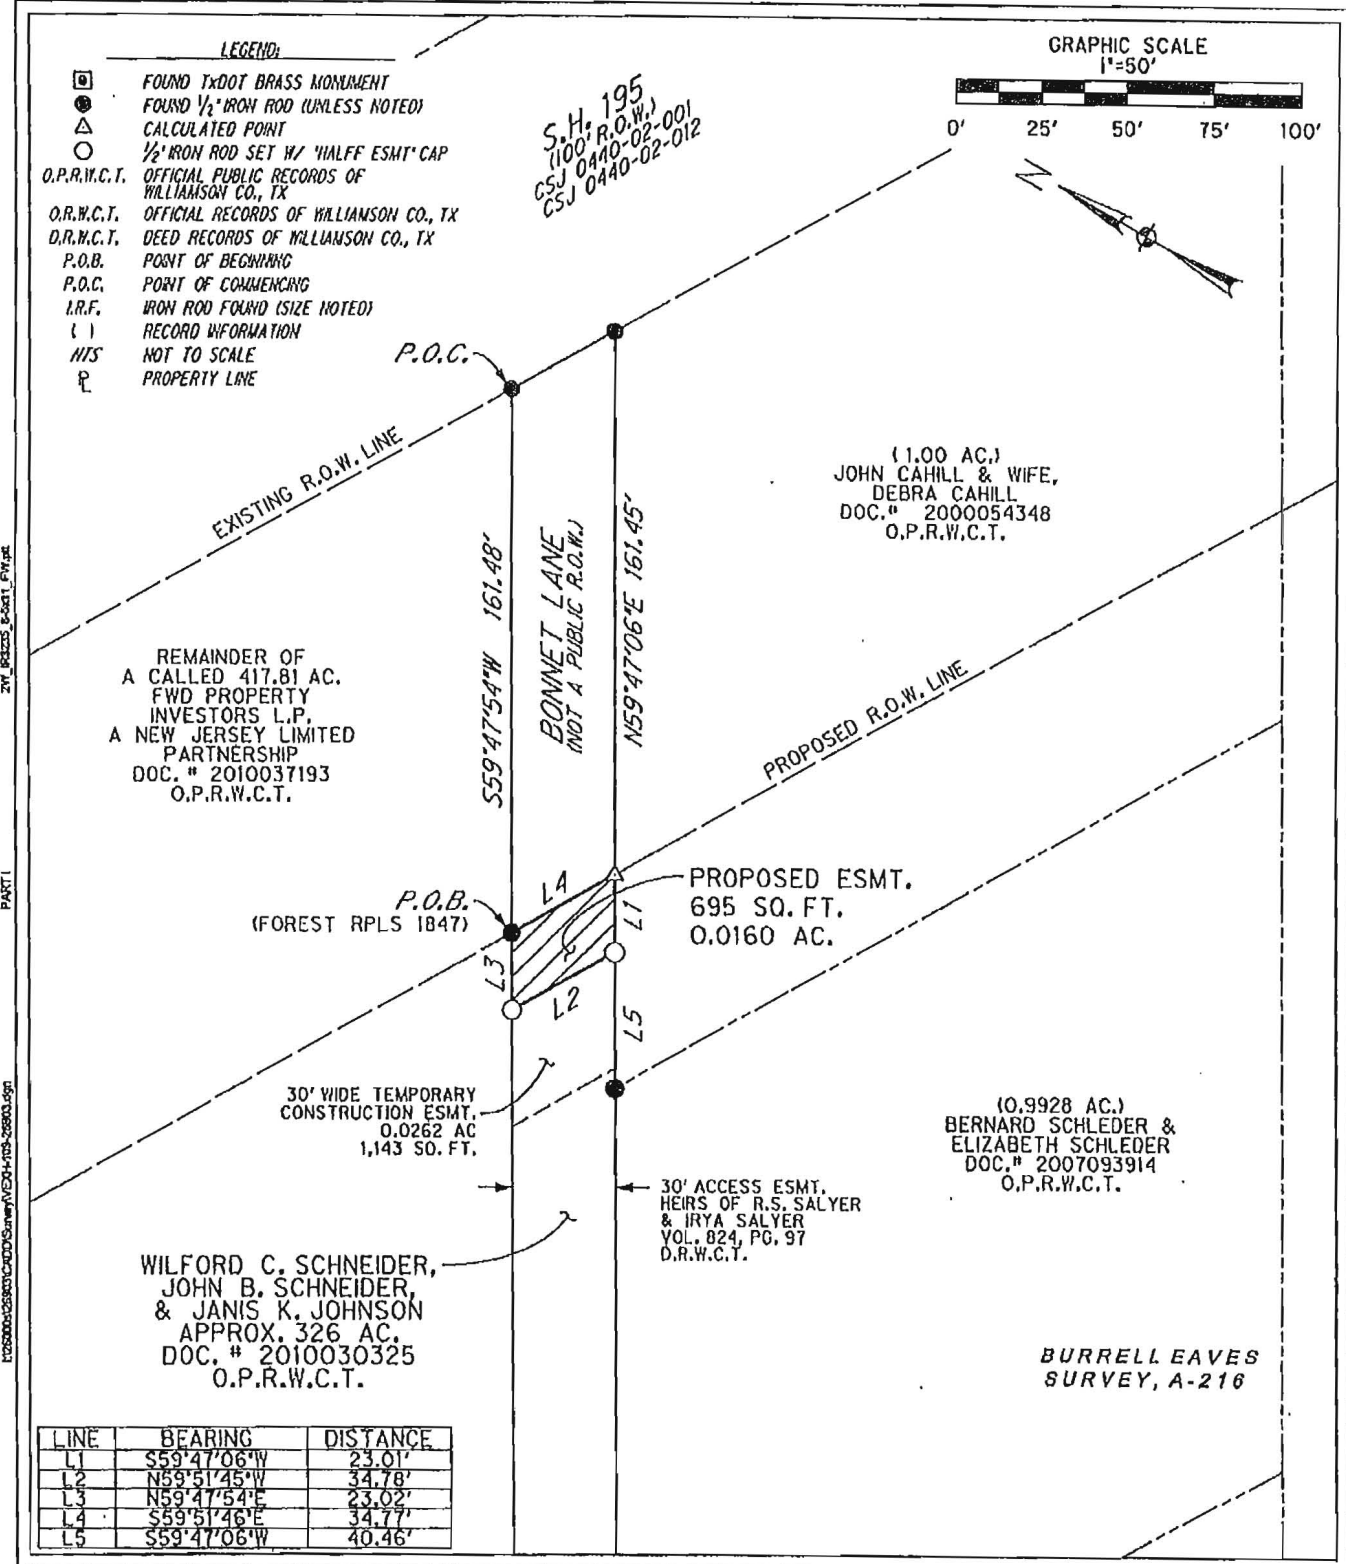 LEGEND:
FOUND TxDOT BRASS MONUMENT
FOUND 1/2" IRON ROD (UNLESS NOTED)
CALCULATED POINT
1/2" IRON ROD SET W/ "HALFF ESMT" CAP
O.P.R.W.C.T. OFFICIAL PUBLIC RECORDS OF
WILLIAMSON CO., TX
O.R.W.C.T. OFFICIAL RECORDS OF WILLIAMSON CO., TX
D.R.W.C.T. DEED RECORDS OF WILLIAMSON CO., TX
P.O.B. POINT OF BEGINNING
P.O.C. POINT OF COMMENCING
I.R.F. IRON ROD FOUND (SIZE NOTED)
( ) RECORD INFORMATION
NTS NOT TO SCALE
PL PROPERTY LINE
S.H. 195
(100' R.O.W.)
CSJ 0440-02-001
CSJ 0440-02-012
GRAPHIC SCALE
1"=50'
0' 25' 50' 75' 100'
N
P.O.C.
EXISTING R.O.W. LINE
(1.00 AC.)
JOHN CAHILL & WIFE,
DEBRA CAHILL
DOC.# 2000054348
O.P.R.W.C.T.
S59°47'54"W 161.48'
BONNET LANE
(NOT A PUBLIC R.O.W.)
N59°47'06"E 161.45'
REMAINDER OF
A CALLED 417.81 AC.
FWD PROPERTY
INVESTORS L.P.
A NEW JERSEY LIMITED
PARTNERSHIP
DOC. # 2010037193
O.P.R.W.C.T.
PROPOSED R.O.W. LINE
P.O.B.
(FOREST RPLS 1847)
L4
L1
L3
L2
L5
PROPOSED ESMT.
695 SQ. FT.
0.0160 AC.
30' WIDE TEMPORARY
CONSTRUCTION ESMT.
0.0262 AC
1,143 SQ. FT.
(0.9928 AC.)
BERNARD SCHLEDER &
ELIZABETH SCHLEDER
DOC.# 2007093914
O.P.R.W.C.T.
30' ACCESS ESMT.
HEIRS OF R.S. SALYER
& IRYA SALYER
VOL. 824, PG. 97
D.R.W.C.T.
WILFORD C. SCHNEIDER,
JOHN B. SCHNEIDER,
& JANIS K. JOHNSON
APPROX. 326 AC.
DOC. # 2010030325
O.P.R.W.C.T.
BURRELL EAVES
SURVEY, A-216
LINE BEARING DISTANCE
L1 S59°47'06"W 23.01'
L2 N59°51'45"W 34.78'
L3 N59°47'54"E 23.02'
L4 S59°51'46"E 34.77'
L5 S59°47'06"W 40.46'
PART1